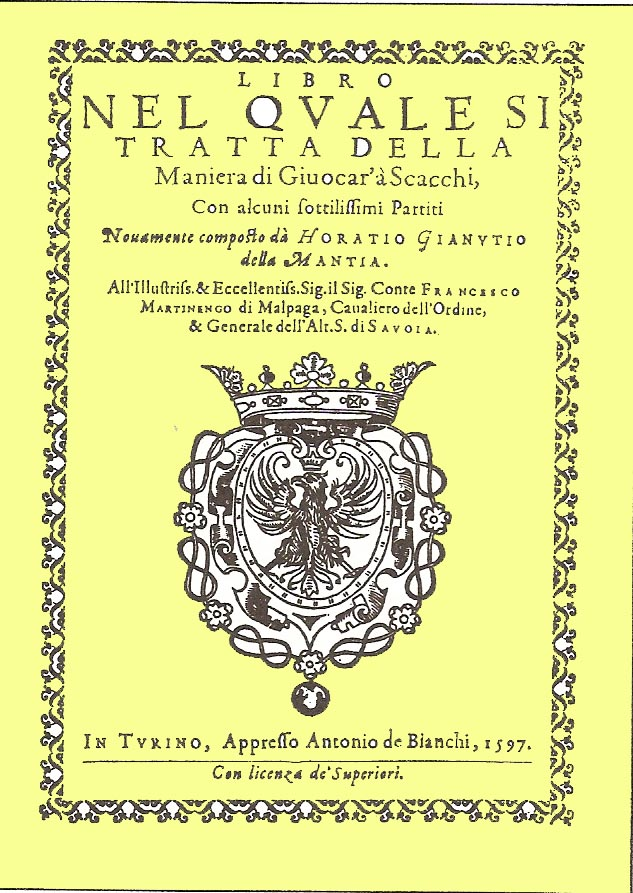 LIBRO
NEL QVALE SI
TRATTA DELLA
Maniera di Giuocar'à Scacchi,
Con alcuni ſottiliſſimi Partiti
Nouamente compoſto dà HORATIO GIANVTIO
della MANTIA.
All'Illuſtriſs. & Eccellentiſs. Sig. il Sig. Conte FRANCESCO
MARTINENGO di Malpaga, Caualiero dell'Ordine,
& Generale dell'Alt. S. di SAVOIA.
IN TVRINO, Appreſſo Antonio de Bianchi, 1597.
Con licenza de' Superiori.